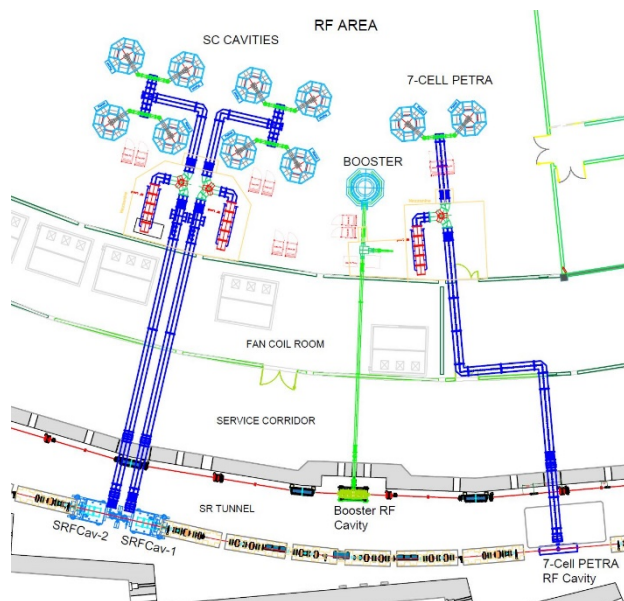 RF AREA
SC CAVITIES
7-CELL PETRA
BOOSTER
FAN COIL ROOM
SERVICE CORRIDOR
SR TUNNEL
Booster RF
Cavity
SRFCav-2
SRFCav-1
7-Cell PETRA
RF Cavity